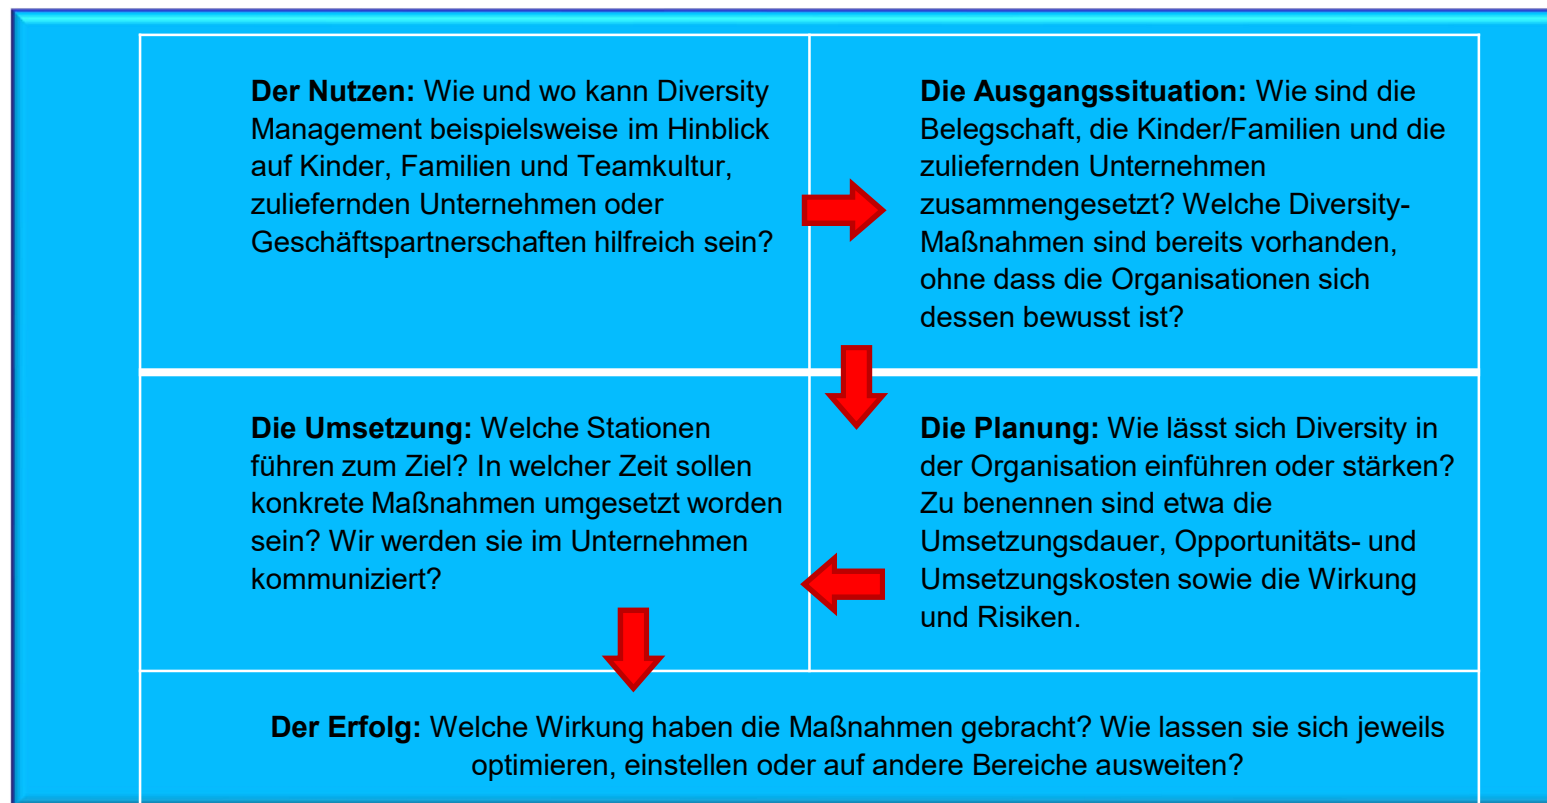 Der Nutzen: Wie und wo kann Diversity
Management beispielsweise im Hinblick
auf Kinder, Familien und Teamkultur,
zuliefernden Unternehmen oder
Geschäftspartnerschaften hilfreich sein?
Die Ausgangssituation: Wie sind die
Belegschaft, die Kinder/Familien und die
zuliefernden Unternehmen
zusammengesetzt? Welche Diversity-
Maßnahmen sind bereits vorhanden,
ohne dass die Organisationen sich
dessen bewusst ist?
Die Planung: Wie lässt sich Diversity in
der Organisation einführen oder stärken?
Zu benennen sind etwa die
Umsetzungsdauer, Opportunitäts- und
Umsetzungskosten sowie die Wirkung
und Risiken.
Die Umsetzung: Welche Stationen
führen zum Ziel? In welcher Zeit sollen
konkrete Maßnahmen umgesetzt worden
sein? Wir werden sie im Unternehmen
kommuniziert?
Der Erfolg: Welche Wirkung haben die Maßnahmen gebracht? Wie lassen sie sich jeweils
optimieren, einstellen oder auf andere Bereiche ausweiten?